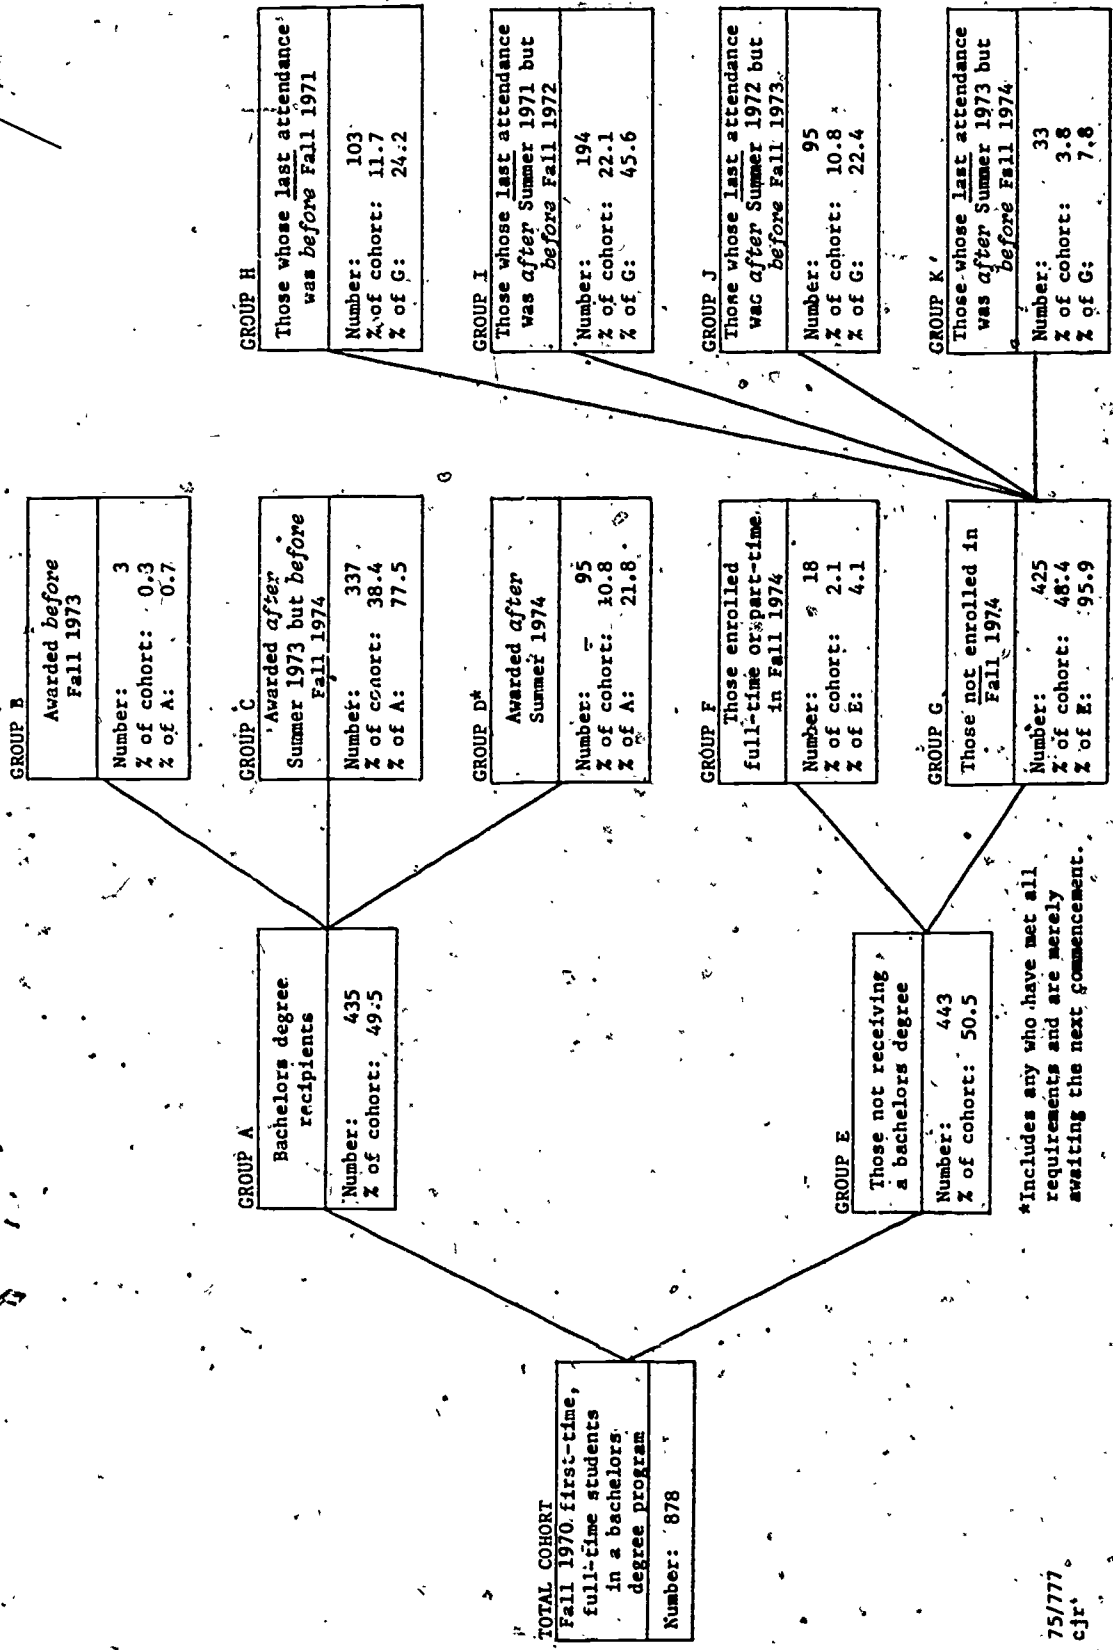 TOTAL COHORT
Fall 1970 first-time,
full-time students
in a bachelors
degree program
Number: 878
GROUP A
Bachelors degree
recipients
Number: 435
% of cohort: 49.5
GROUP E
Those not receiving
a bachelors degree
Number: 443
% of cohort: 50.5
GROUP B
Awarded before
Fall 1973
Number: 3
% of cohort: 0.3
% of A: 0.7
GROUP C
Awarded after
Summer 1973 but before
Fall 1974
Number: 337
% of cohort: 38.4
% of A: 77.5
GROUP D*
Awarded after
Summer 1974
Number: 95
% of cohort: 10.8
% of A: 21.8
GROUP F
Those enrolled
full-time or part-time
in Fall 1974
Number: 18
% of cohort: 2.1
% of E: 4.1
GROUP G
Those not enrolled in
Fall 1974
Number: 425
% of cohort: 48.4
% of E: 95.9
GROUP H
Those whose last attendance
was before Fall 1971
Number: 103
% of cohort: 11.7
% of G: 24.2
GROUP I
Those whose last attendance
was after Summer 1971 but
before Fall 1972
Number: 194
% of cohort: 22.1
% of G: 45.6
GROUP J
Those whose last attendance
was after Summer 1972 but
before Fall 1973
Number: 95
% of cohort: 10.8
% of G: 22.4
GROUP K
Those whose last attendance
was after Summer 1973 but
before Fall 1974
Number: 33
% of cohort: 3.8
% of G: 7.8
*Includes any who have met all
requirements and are merely
awaiting the next commencement.
75/777
cjr